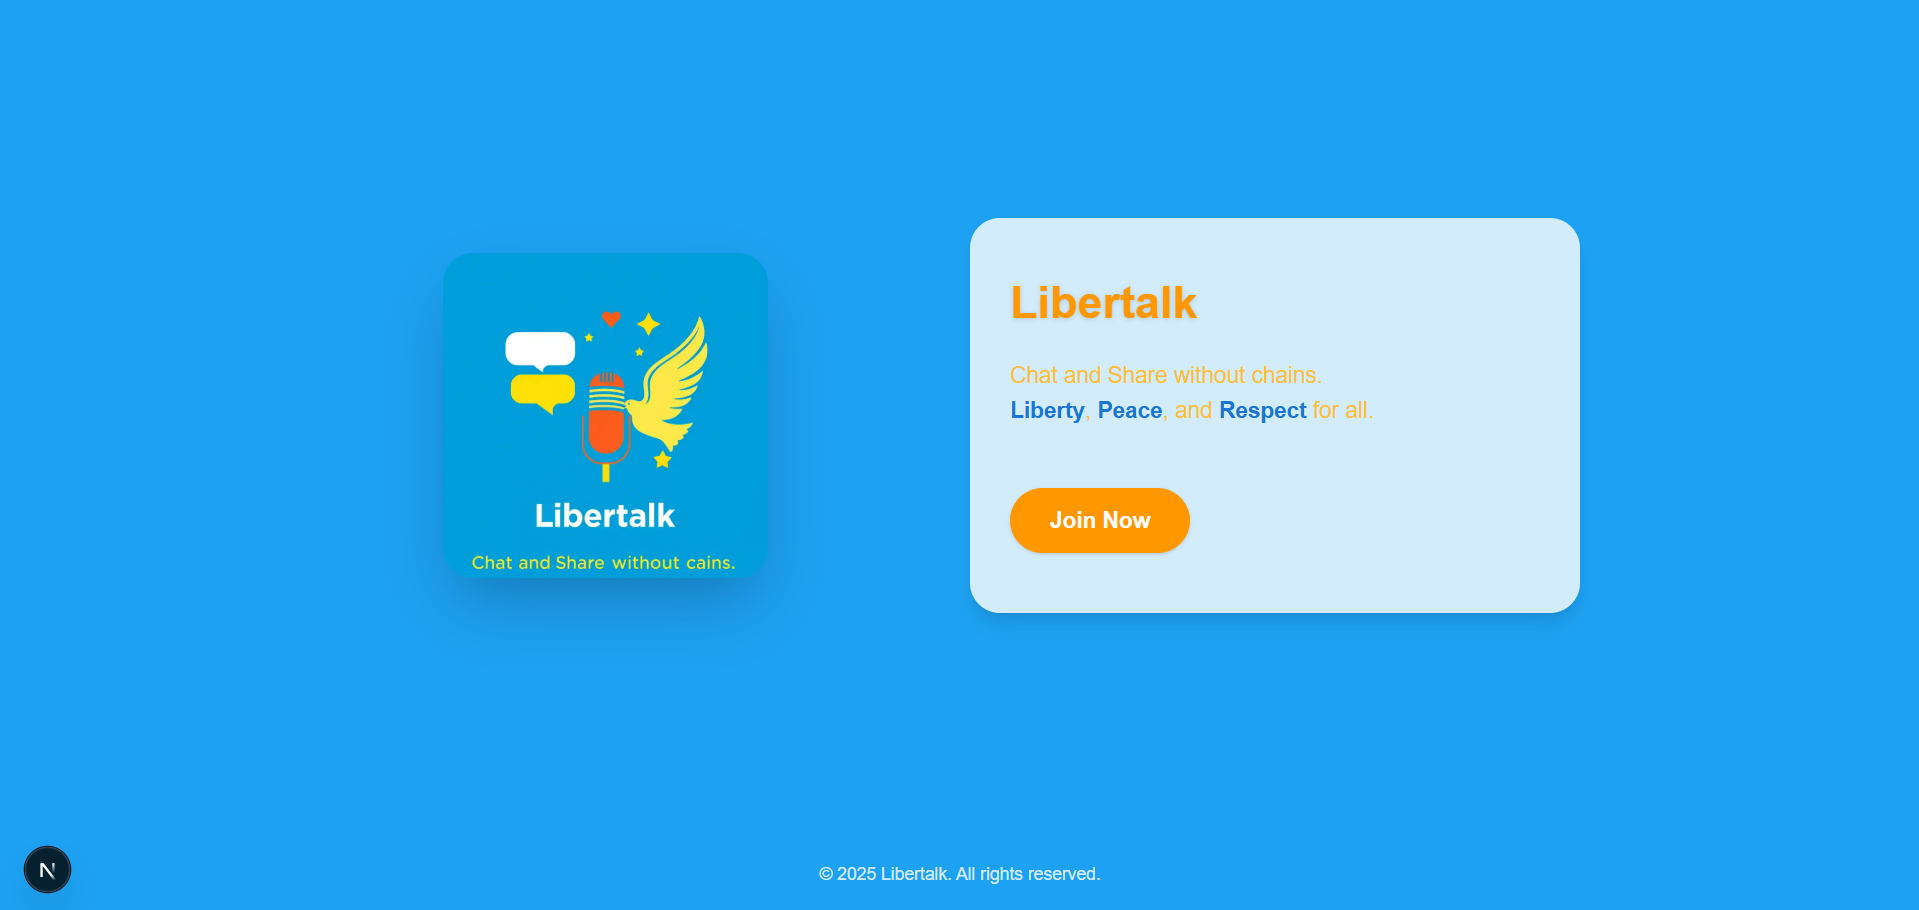 Libertalk
Chat and Share without cains.
Libertalk
Chat and Share without chains.
Liberty, Peace, and Respect for all.
Join Now
N
© 2025 Libertalk. All rights reserved.